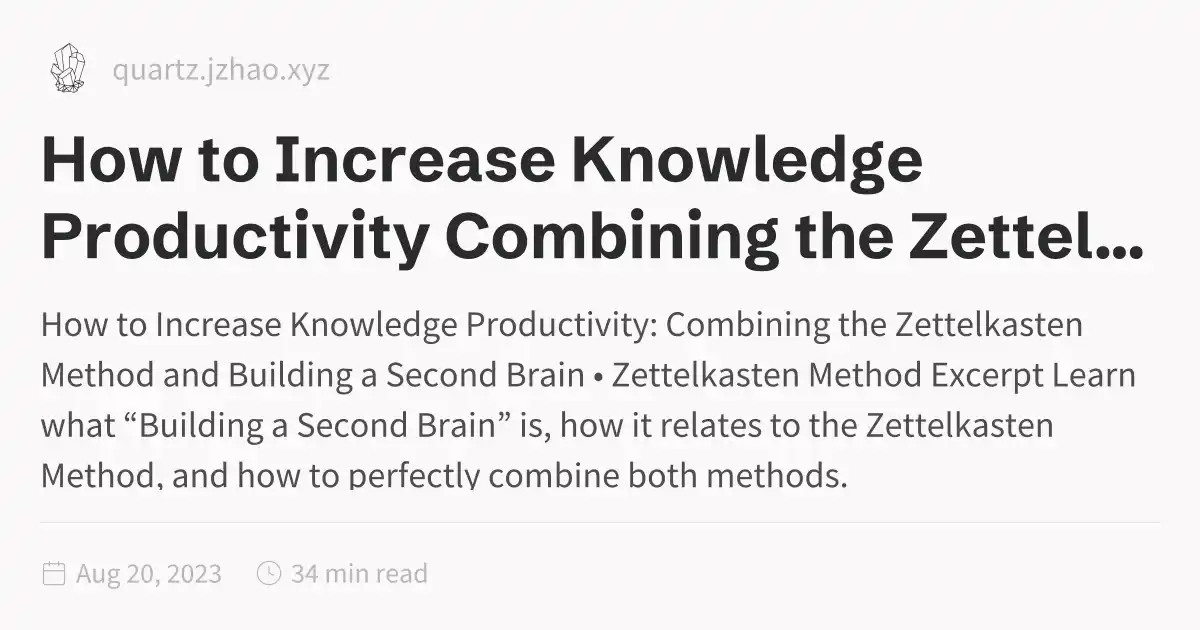 quartz.jzhao.xyz
How to Increase Knowledge
Productivity Combining the Zettel...
How to Increase Knowledge Productivity: Combining the Zettelkasten
Method and Building a Second Brain • Zettelkasten Method Excerpt Learn
what “Building a Second Brain” is, how it relates to the Zettelkasten
Method, and how to perfectly combine both methods.
Aug 20, 2023 34 min read